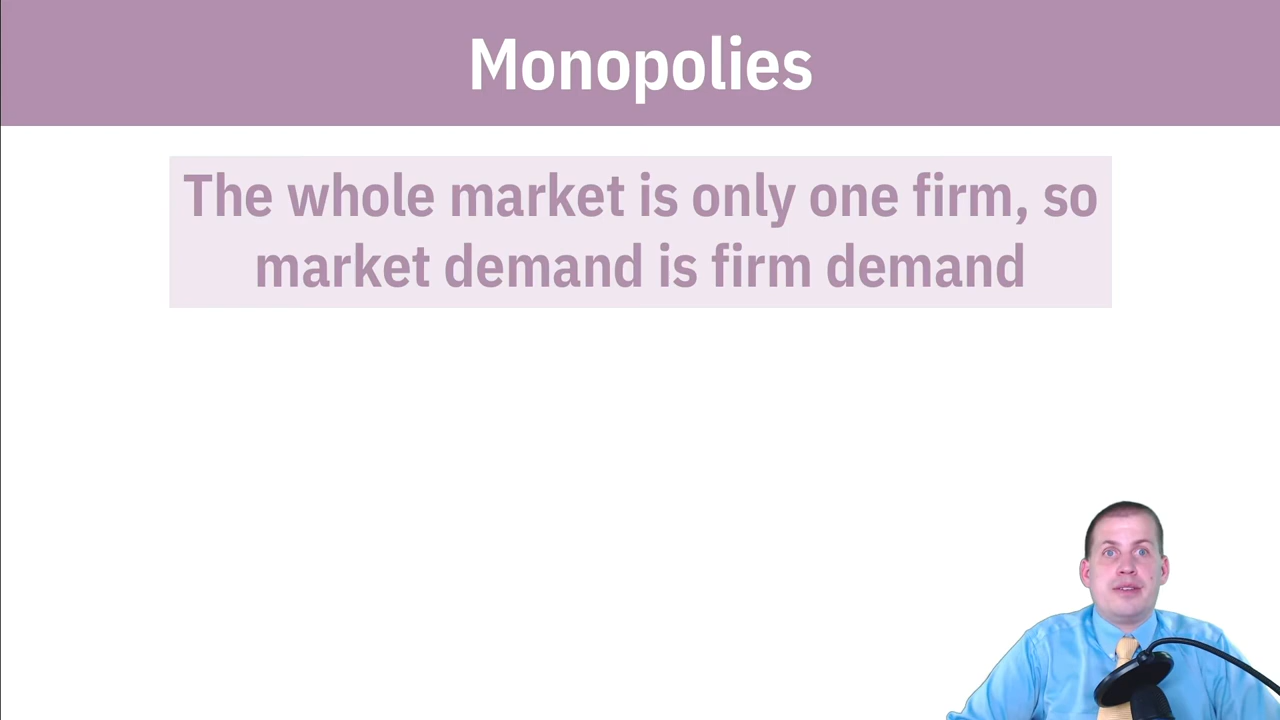 Monopolies
The whole market is only one firm, so
market demand is firm demand